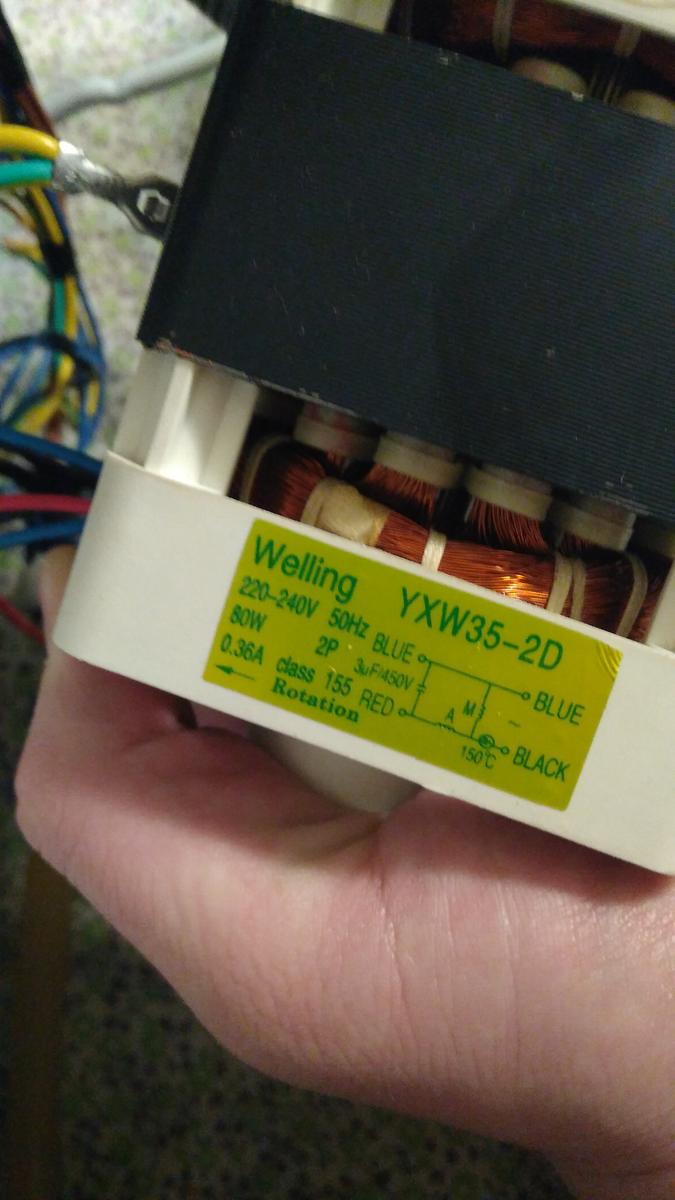 Welling YXW35-2D
220-240V 50Hz
80W 2P
0.36A class 155
Rotation
BLUE
3uF/450V
RED
A
M
~
150℃
BLUE
BLACK